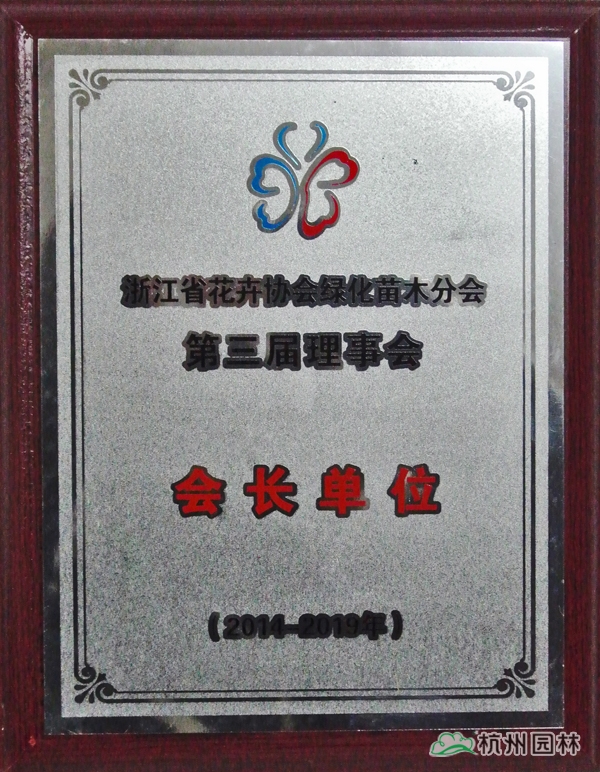 浙江省花卉协会绿化苗木分会
第三届理事会
会长单位
(2014-2019年)
杭州园林